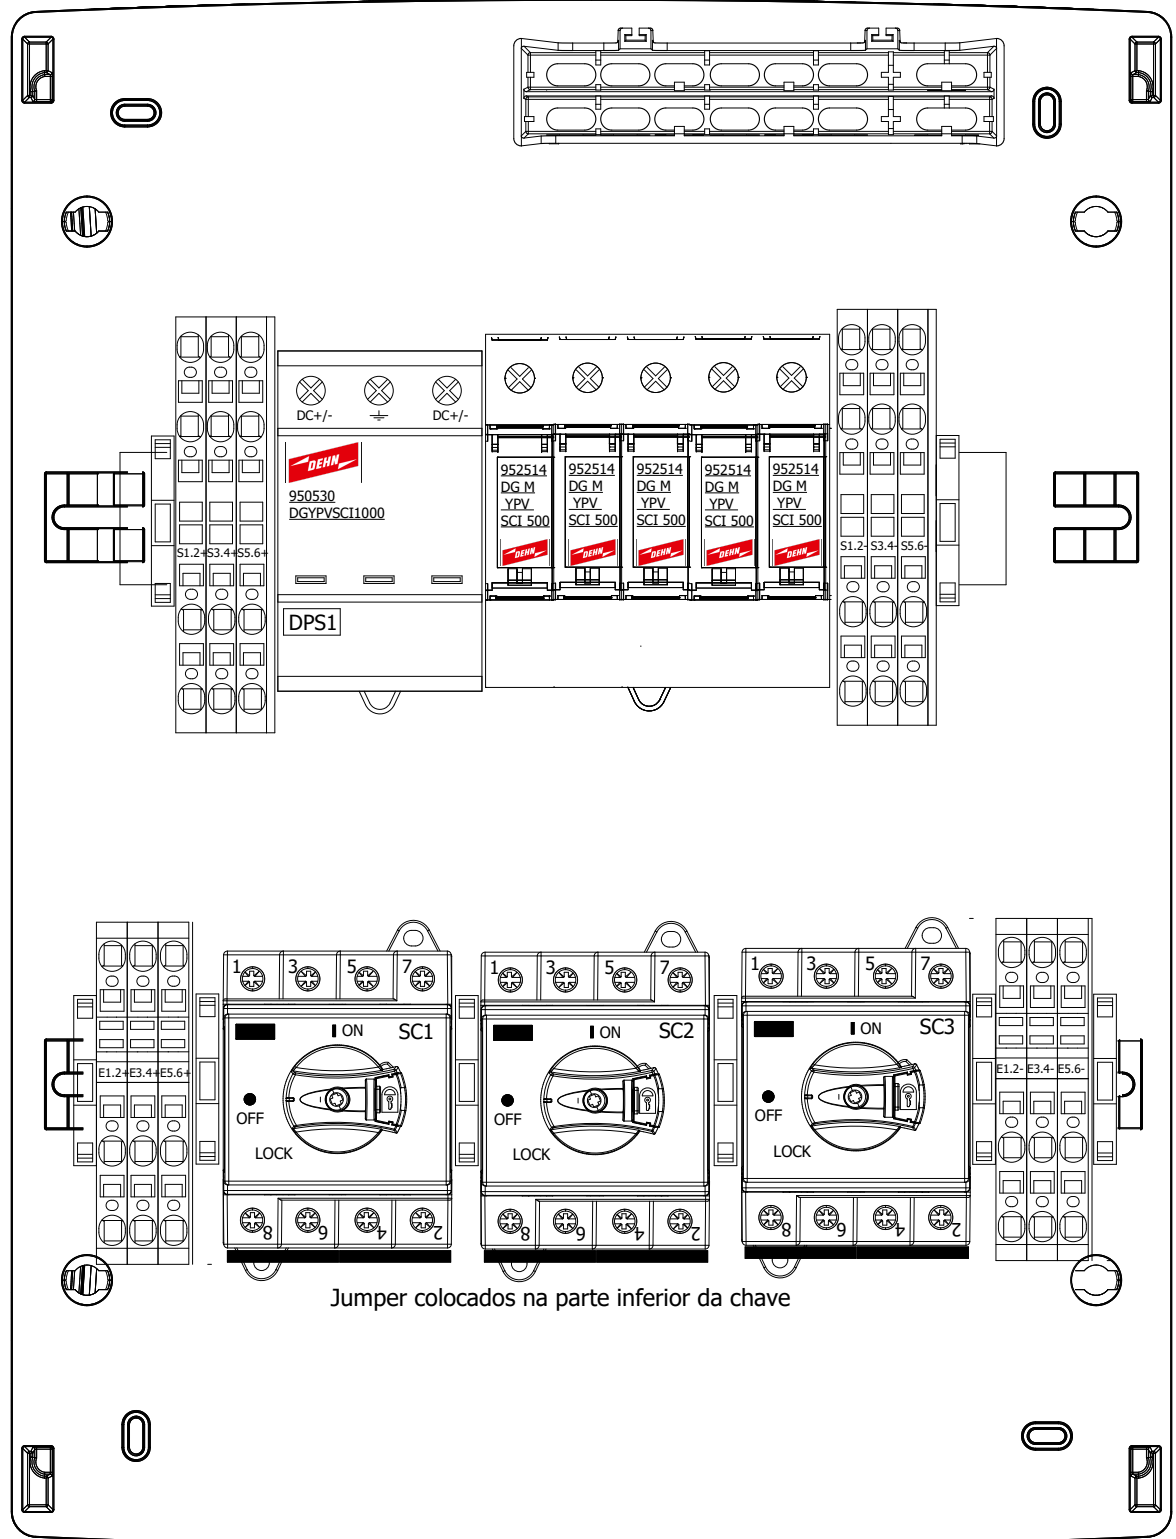 DC+/- DC+/-
DEHN
950530
DGYPVSCI1000
952514 952514 952514 952514 952514
DG M DG M DG M DG M DG M
YPV YPV YPV YPV YPV
SCI 500 SCI 500 SCI 500 SCI 500 SCI 500
DEHN DEHN DEHN DEHN DEHN
S1.2+ S3.4+ S5.6+
S1.2- S3.4- S5.6-
DPS1
1 3 5 7 1 3 5 7 1 3 5 7
I ON SC1 I ON SC2 I ON SC3
E1.2+ E3.4+ E5.6+
E1.2- E3.4- E5.6-
OFF OFF OFF
LOCK LOCK LOCK
8 6 4 2 8 6 4 2 8 6 4 2
Jumper colocados na parte inferior da chave